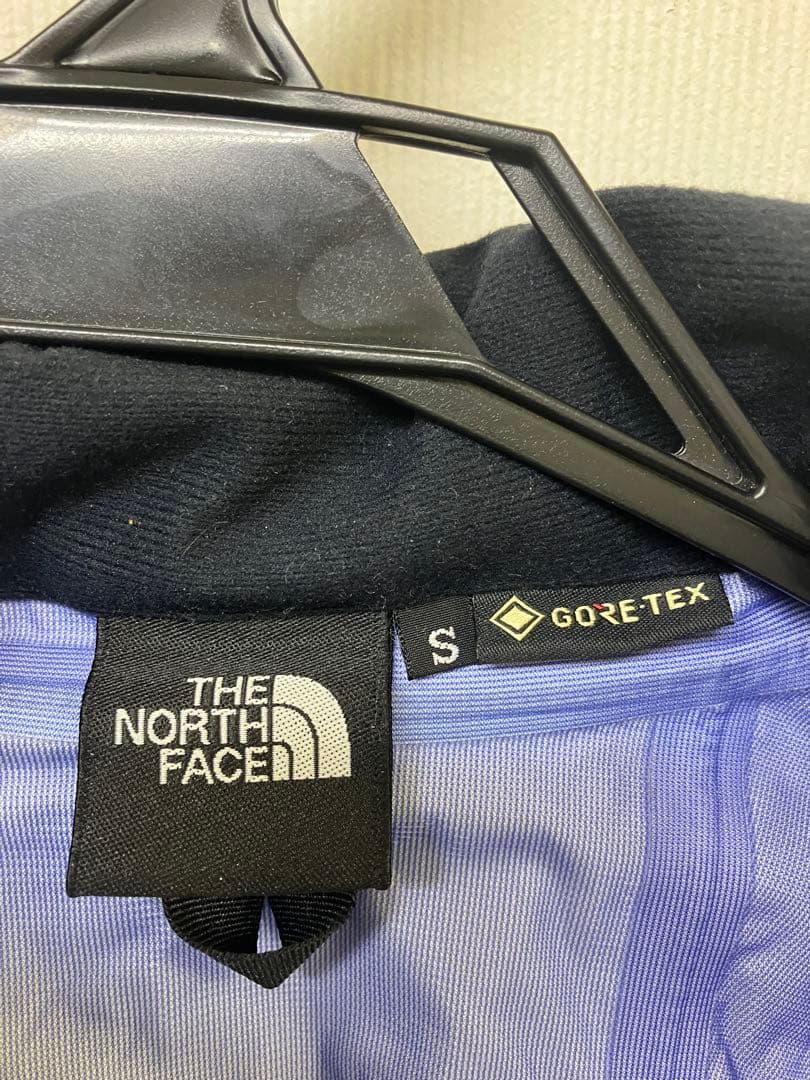 THE
NORTH
FACE
S
GORE-TEX